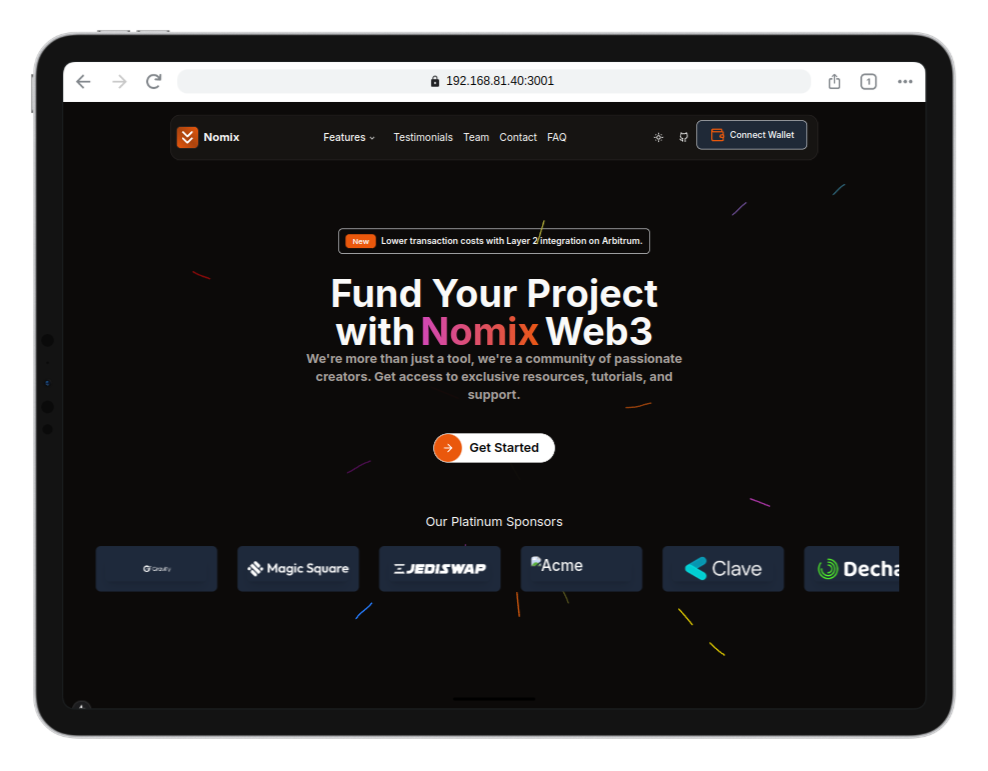 192.168.81.40:3001
1
Nomix
Features
Testimonials
Team
Contact
FAQ
Connect Wallet
New Lower transaction costs with Layer 2 integration on Arbitrum.
Fund Your Project
with Nomix Web3
We're more than just a tool, we're a community of passionate
creators. Get access to exclusive resources, tutorials, and
support.
Get Started
Our Platinum Sponsors
Magic Square
JEDISWAP
Acme
Clave
Decha